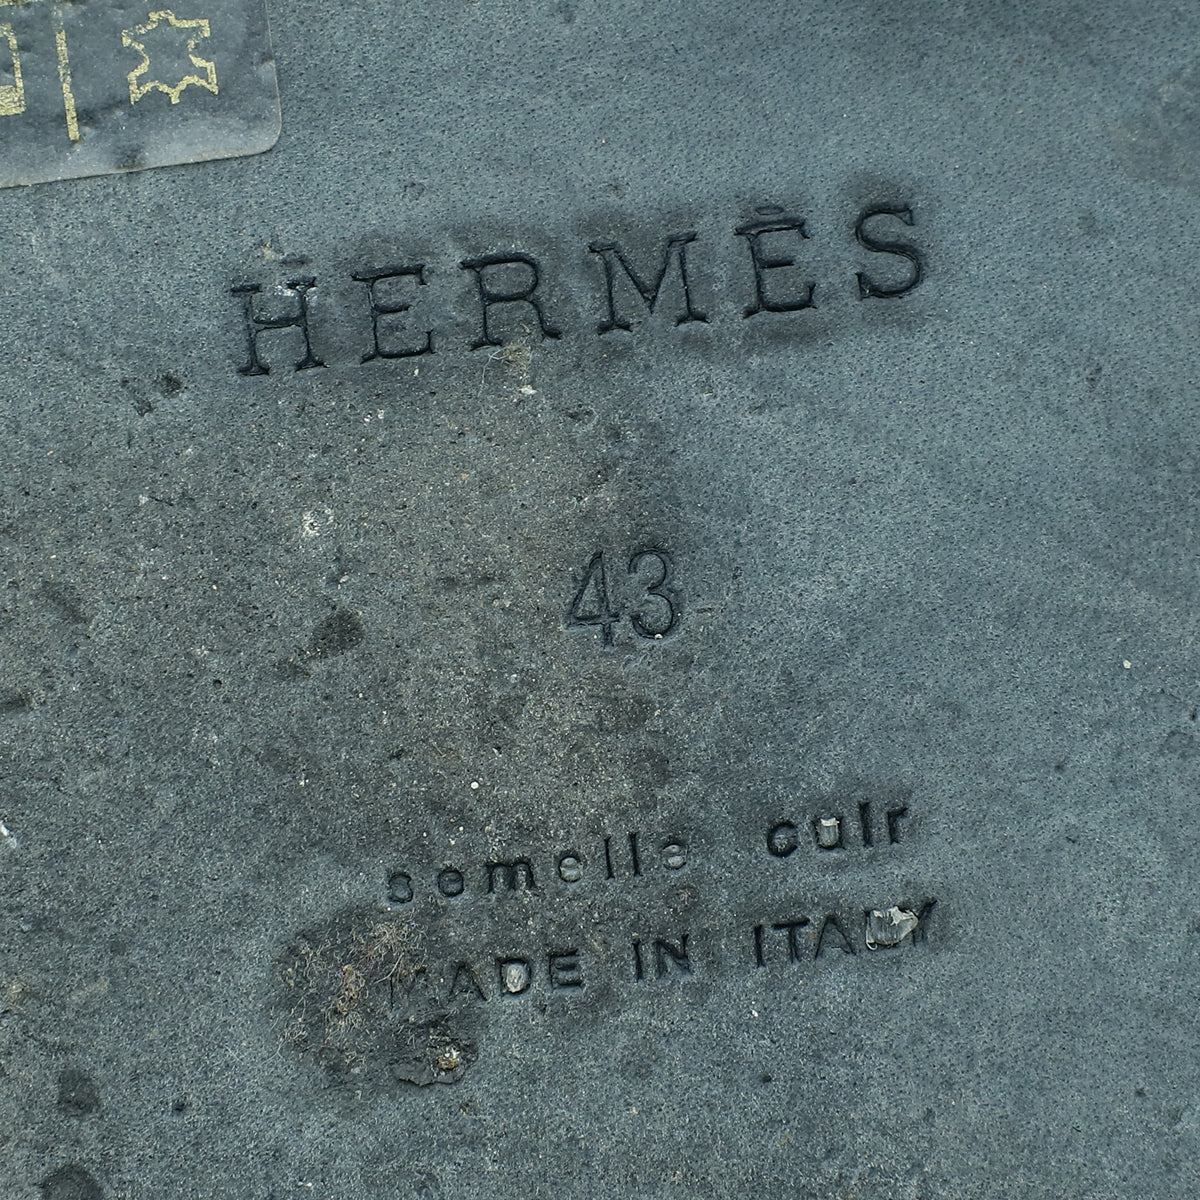 HERMÈS
43
semelle cuir
MADE IN ITALY